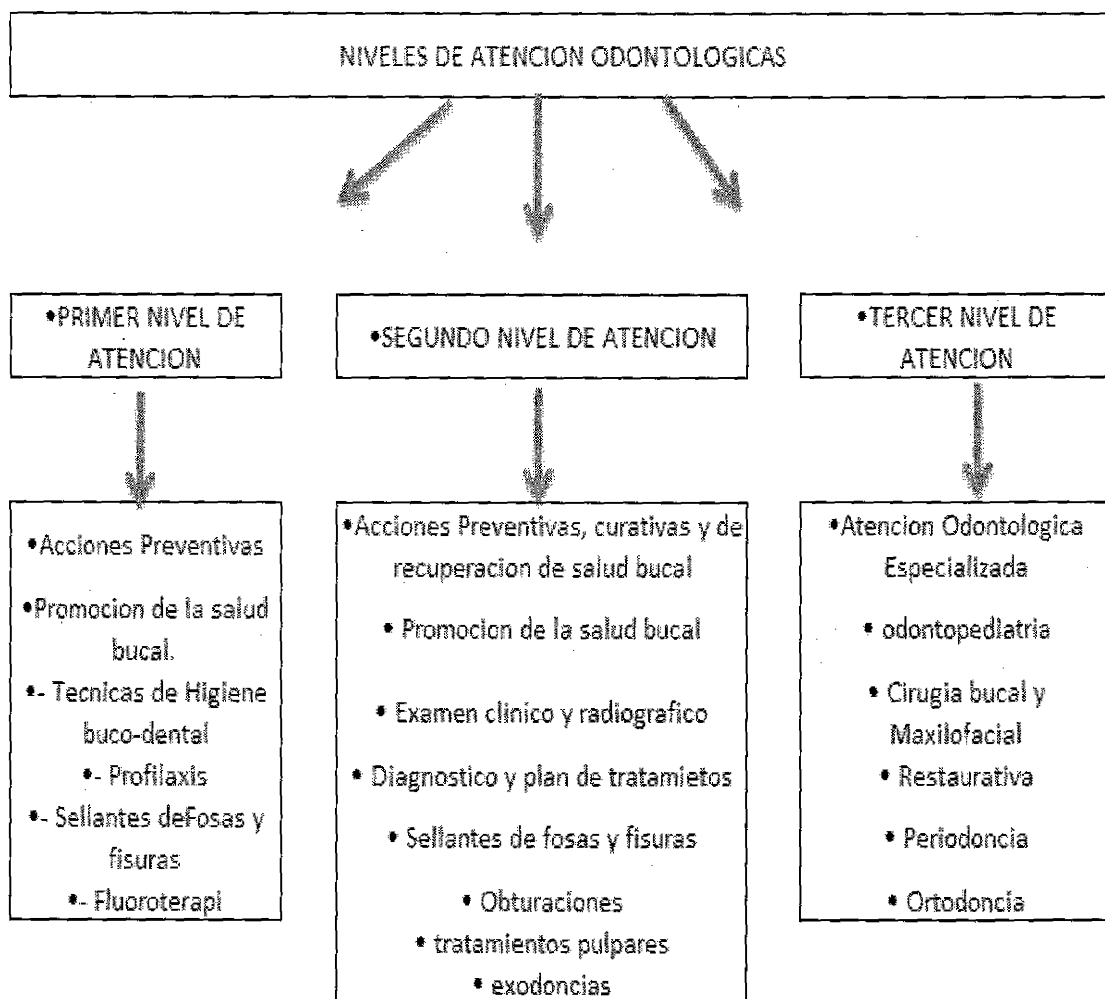 NIVELES DE ATENCION ODONTOLOGICAS
•PRIMER NIVEL DE
ATENCION
•Acciones Preventivas
•Promocion de la salud
bucal.
•- Tecnicas de Higiene
buco-dental
•- Profilaxis
•- Sellantes deFosas y
fisuras
•- Fluoroterapi
•SEGUNDO NIVEL DE ATENCION
•Acciones Preventivas, curativas y de
recuperacion de salud bucal
• Promocion de la salud bucal
• Examen clinico y radiografico
• Diagnostico y plan de tratamietos
• Sellantes de fosas y fisuras
• Obturaciones
• tratamientos pulpares
• exodoncias
•TERCER NIVEL DE
ATENCION
•Atencion Odontologica
Especializada
• odontopediatria
• Cirugia bucal y
Maxilofacial
• Restaurativa
• Periodoncia
• Ortodoncia